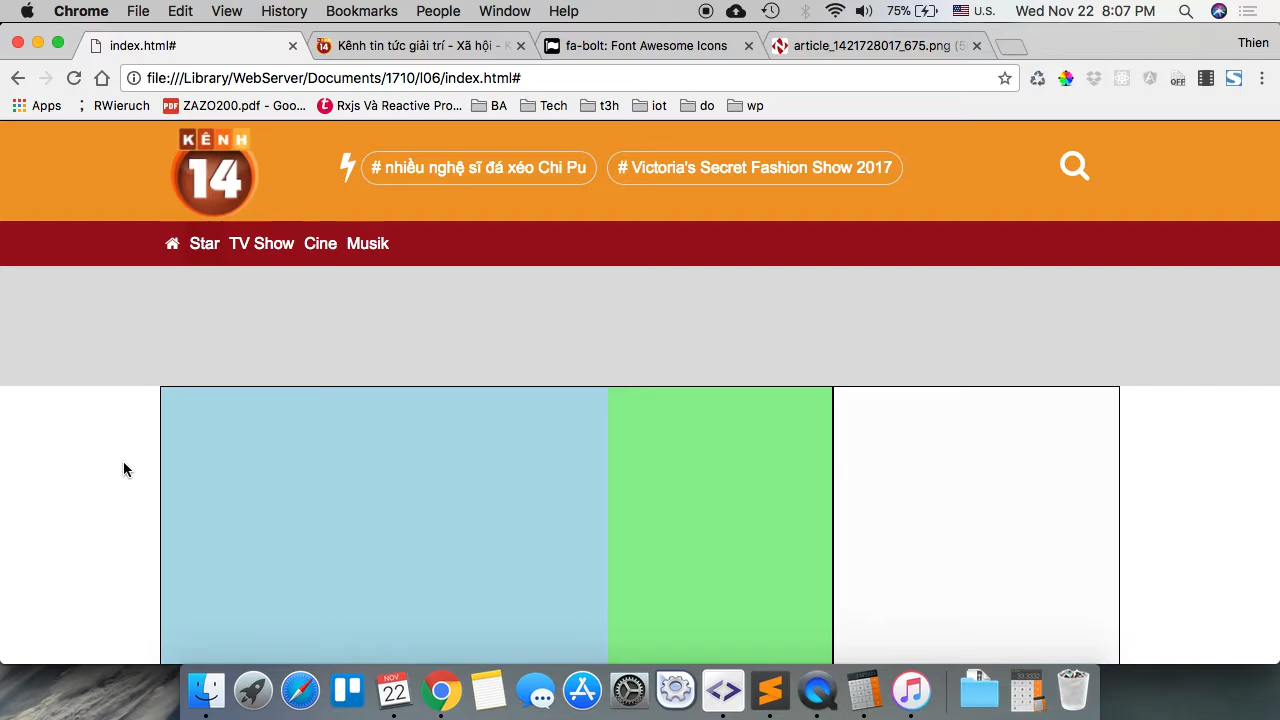 Chrome File Edit View History Bookmarks People Window Help 75% U.S. Wed Nov 22 8:07 PM
index.html# Kênh tin tức giải trí - Xã hội - K fa-bolt: Font Awesome Icons article_1421728017_675.png (5 Thien
file:///Library/WebServer/Documents/1710/l06/index.html# OFF
Apps RWieruch PDF ZAZO200.pdf - Goo... Rxjs Và Reactive Pro... BA Tech t3h iot do wp
KÊNH
14
# nhiều nghệ sĩ đá xéo Chi Pu # Victoria's Secret Fashion Show 2017
Star TV Show Cine Musik
NOV
22